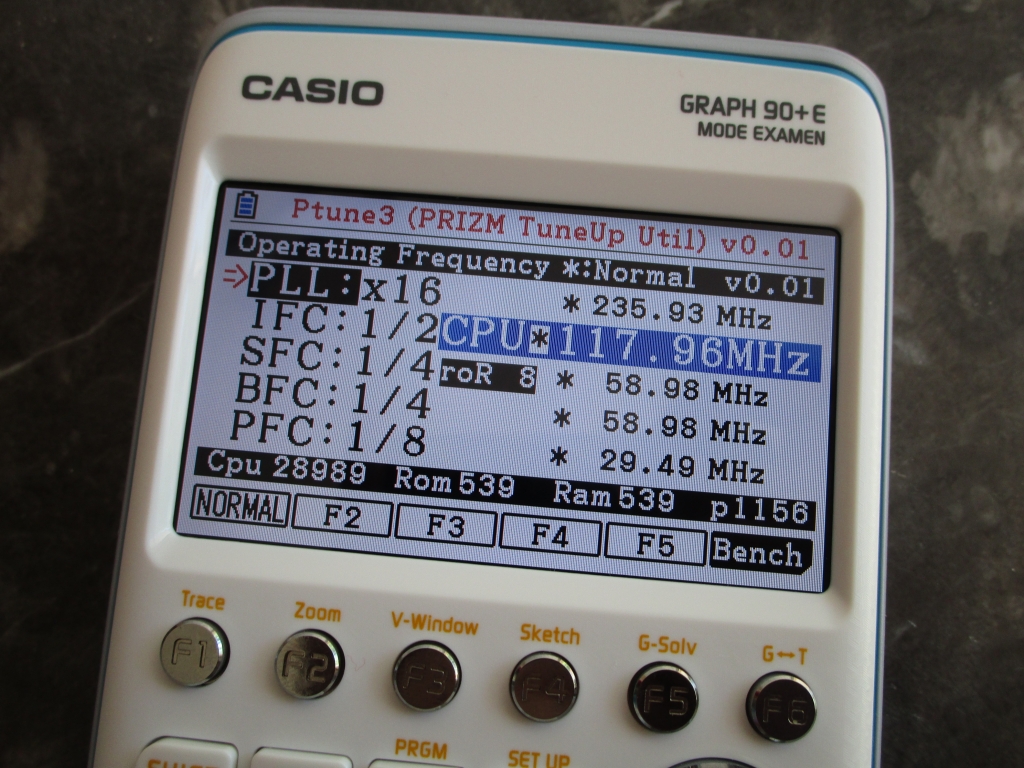 CASIO
GRAPH 90+E
MODE EXAMEN
Ptune3 (PRIZM TuneUp Util) v0.01
Operating Frequency *:Normal v0.01
⇒PLL:x16 * 235.93 MHz
IFC:1/2 CPU*117.96MHz
SFC:1/4 roR 8 * 58.98 MHz
BFC:1/4 * 58.98 MHz
PFC:1/8 * 29.49 MHz
Cpu 28989 Rom 539 Ram 539 p1156
NORMAL F2 F3 F4 F5 Bench
Trace Zoom V-Window Sketch G-Solv G↔T
F1 F2 F3 F4 F5 F6
PRGM SET UP